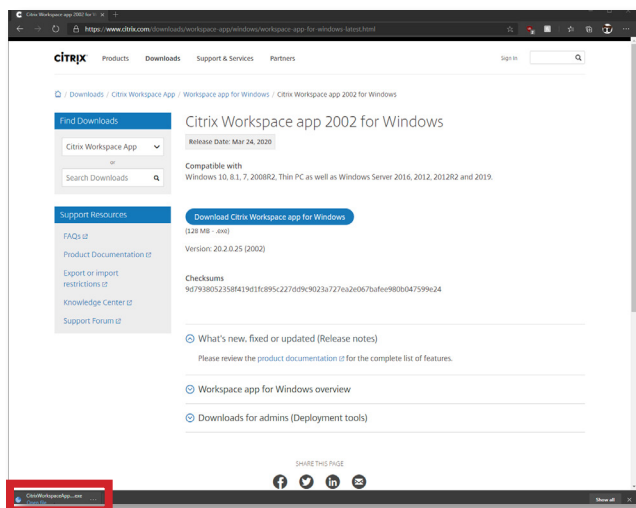 Citrix Workspace app 2002 for W
https://www.citrix.com/downloads/workspace-app/windows/workspace-app-for-windows-latest.html
CITRIX Products Downloads Support & Services Partners Sign In
/ Downloads / Citrix Workspace App / Workspace app for Windows / Citrix Workspace app 2002 for Windows
Find Downloads
Citrix Workspace App
or
Search Downloads
Support Resources
FAQs
Product Documentation
Export or import
restrictions
Knowledge Center
Support Forum
Citrix Workspace app 2002 for Windows
Release Date: Mar 24, 2020
Compatible with
Windows 10, 8.1, 7, 2008R2, Thin PC as well as Windows Server 2016, 2012, 2012R2 and 2019.
Download Citrix Workspace app for Windows
(128 MB - .exe)
Version: 20.2.0.25 (2002)
Checksums
9d7938052358f419d1fc895c227dd9c9023a727ea2e067bafee980b047599e24
What's new, fixed or updated (Release notes)
Please review the product documentation for the complete list of features.
Workspace app for Windows overview
Downloads for admins (Deployment tools)
SHARE THIS PAGE
CitrixWorkspaceApp....exe
Open file
Show all